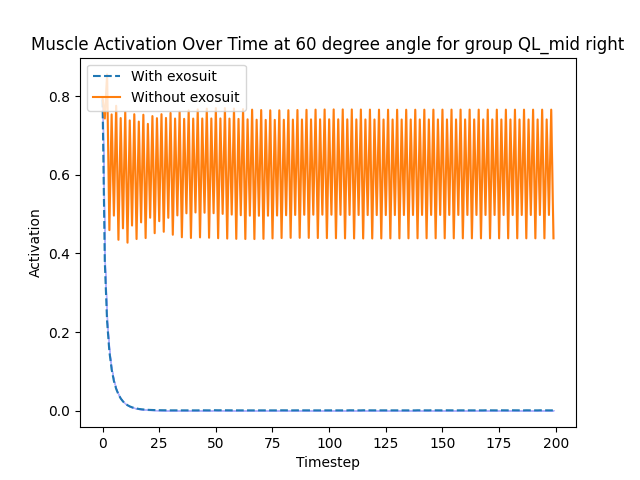 Muscle Activation Over Time at 60 degree angle for group QL_mid right
With exosuit
Without exosuit
0.8
0.6
0.4
0.2
0.0
Activation
0 25 50 75 100 125 150 175 200
Timestep